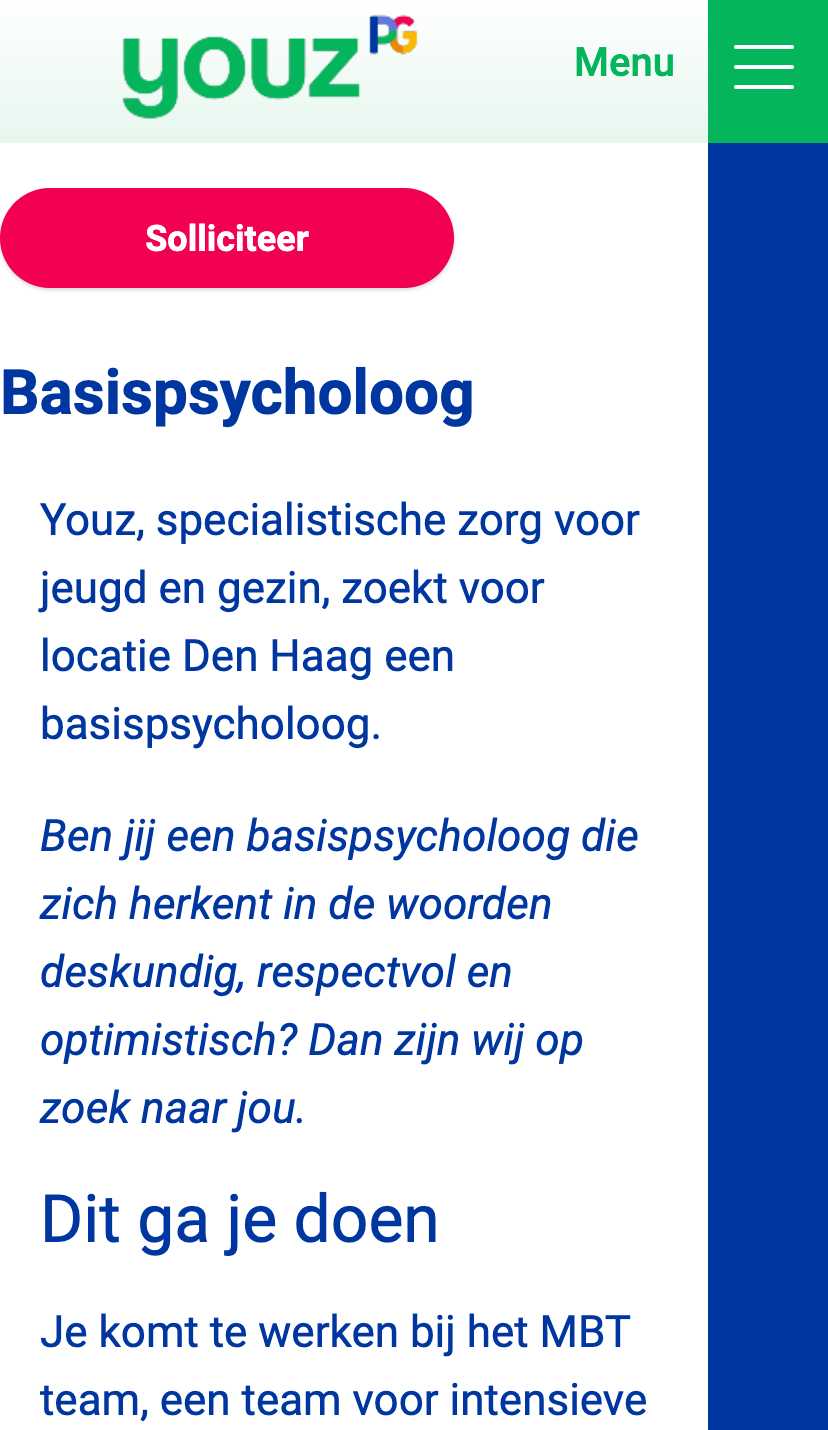 youz PG
Menu
Solliciteer
Basispsycholoog
Youz, specialistische zorg voor
jeugd en gezin, zoekt voor
locatie Den Haag een
basispsycholoog.
Ben jij een basispsycholoog die
zich herkent in de woorden
deskundig, respectvol en
optimistisch? Dan zijn wij op
zoek naar jou.
Dit ga je doen
Je komt te werken bij het MBT
team, een team voor intensieve